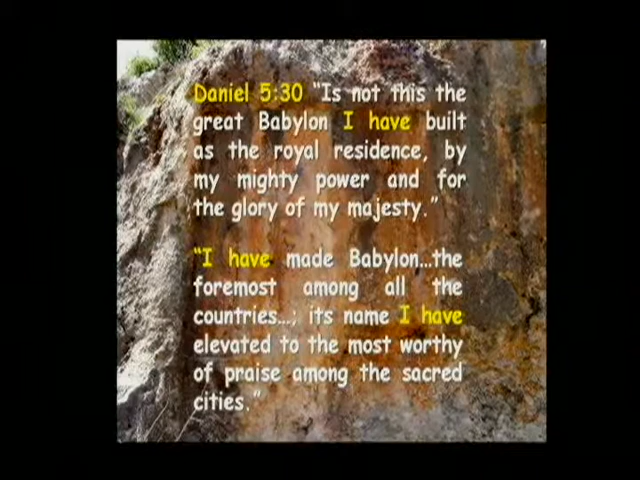 Daniel 5:30 “Is not this the
great Babylon I have built
as the royal residence, by
my mighty power and for
the glory of my majesty.”
“I have made Babylon…the
foremost among all the
countries…; its name I have
elevated to the most worthy
of praise among the sacred
cities.”